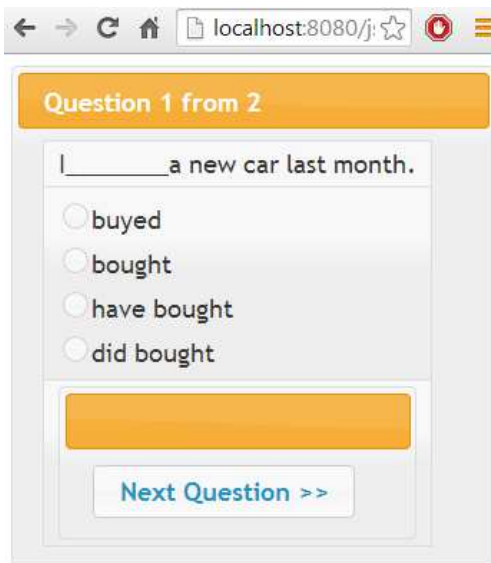 localhost:8080/j
Question 1 from 2
I________a new car last month.
buyed
bought
have bought
did bought
Next Question >>